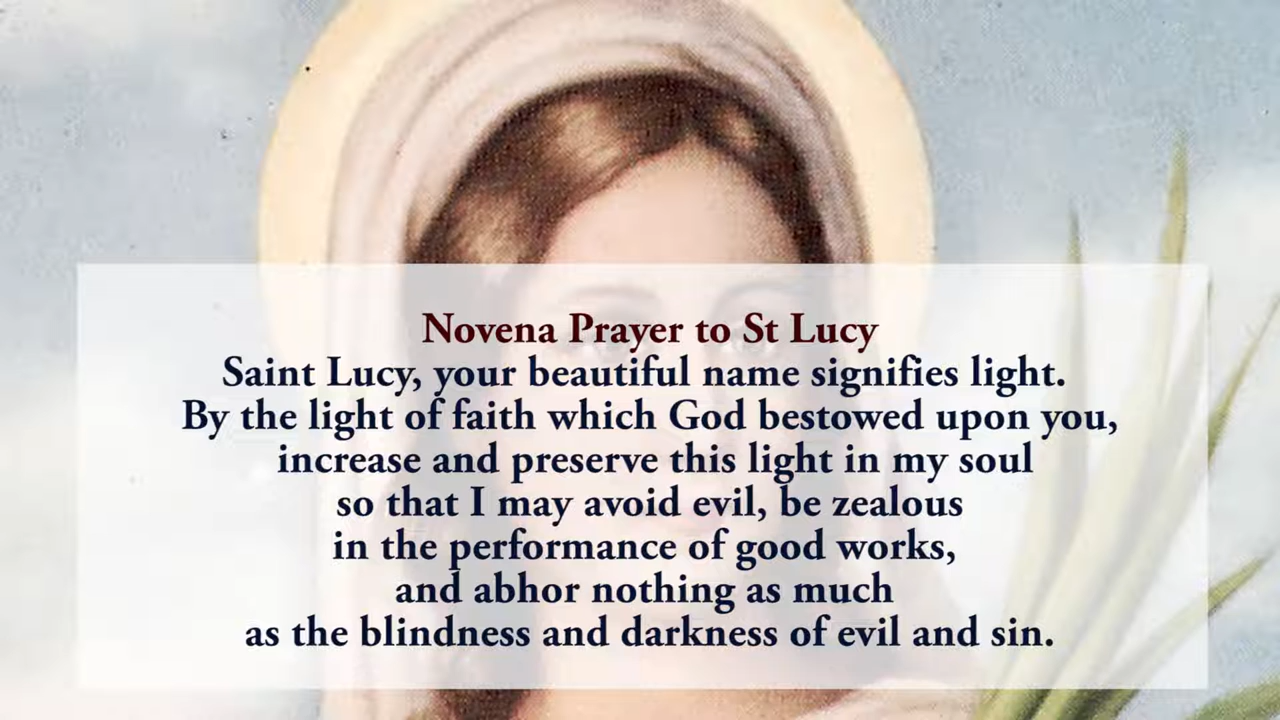 Novena Prayer to St Lucy
Saint Lucy, your beautiful name signifies light.
By the light of faith which God bestowed upon you,
increase and preserve this light in my soul
so that I may avoid evil, be zealous
in the performance of good works,
and abhor nothing as much
as the blindness and darkness of evil and sin.